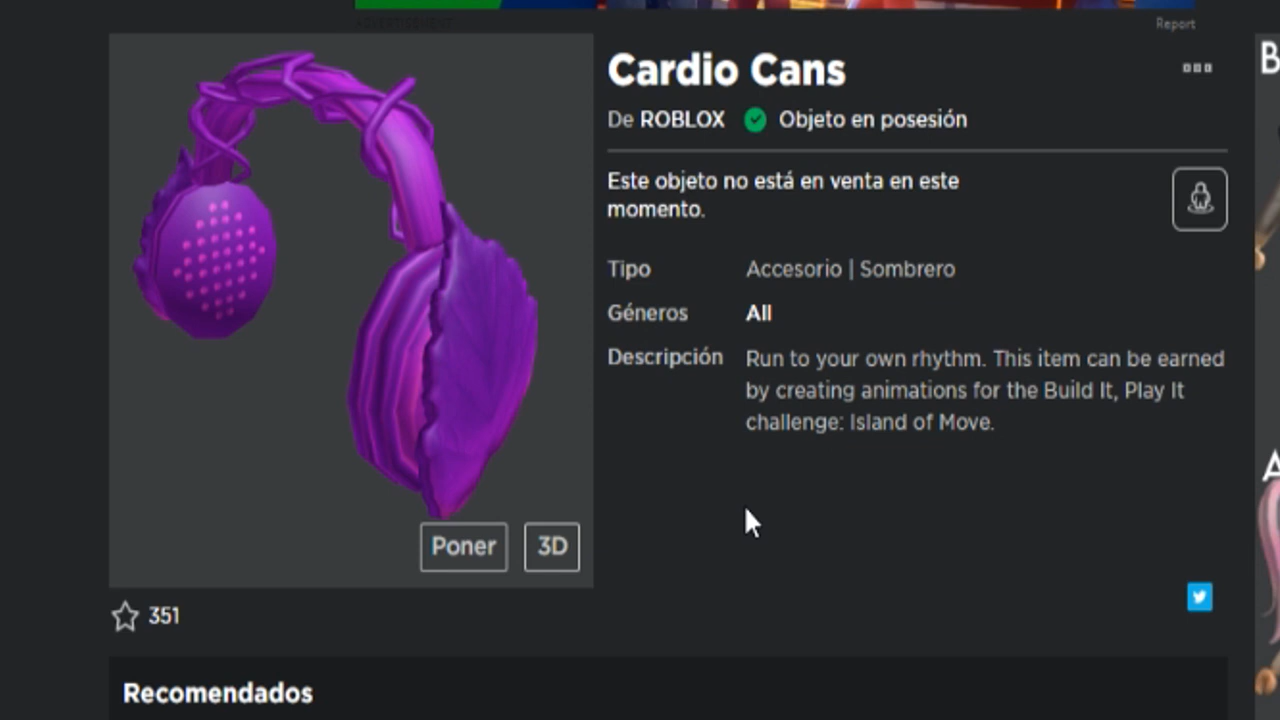 ADVERTISEMENT
Report
Cardio Cans
De ROBLOX Objeto en posesión
Este objeto no está en venta en este
momento.
Tipo Accesorio | Sombrero
Géneros All
Descripción Run to your own rhythm. This item can be earned
by creating animations for the Build It, Play It
challenge: Island of Move.
Poner 3D
351
Recomendados